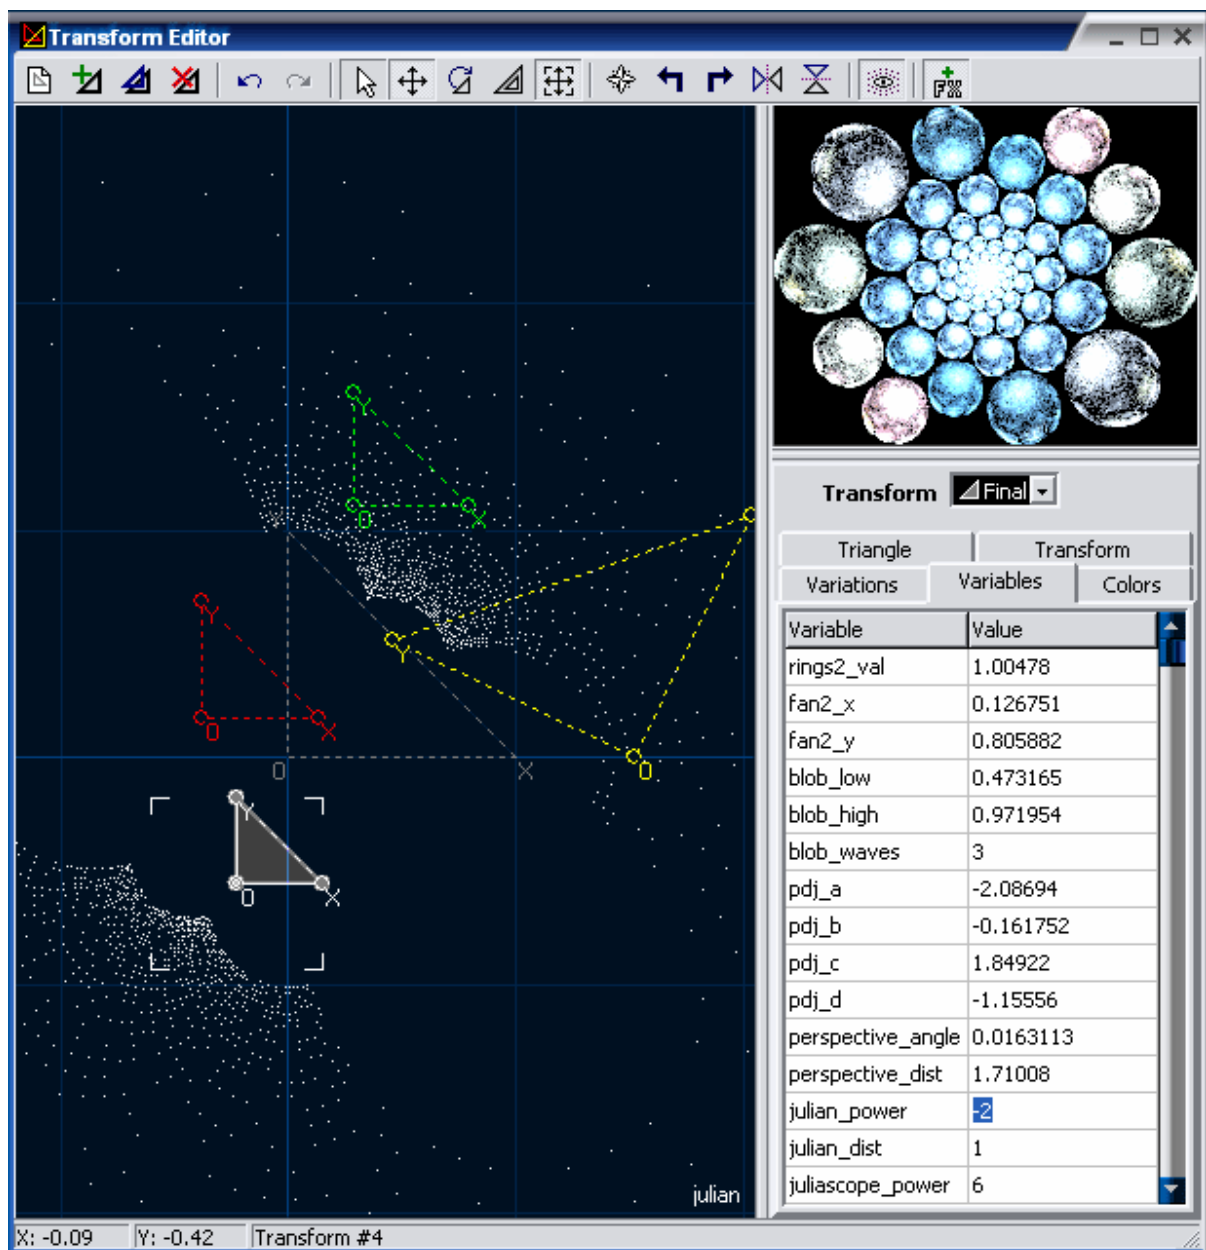 Transform Editor
Fx
Transform Final
Triangle Transform
Variations Variables Colors
Variable Value
rings2_val 1.00478
fan2_x 0.126751
fan2_y 0.805882
blob_low 0.473165
blob_high 0.971954
blob_waves 3
pdj_a -2.08694
pdj_b -0.161752
pdj_c 1.84922
pdj_d -1.15556
perspective_angle 0.0163113
perspective_dist 1.71008
julian_power -2
julian_dist 1
juliascope_power 6
Y
O X
Y
Y
O
Y
O X
O X
Y
O X
julian
X: -0.09 Y: -0.42 Transform #4